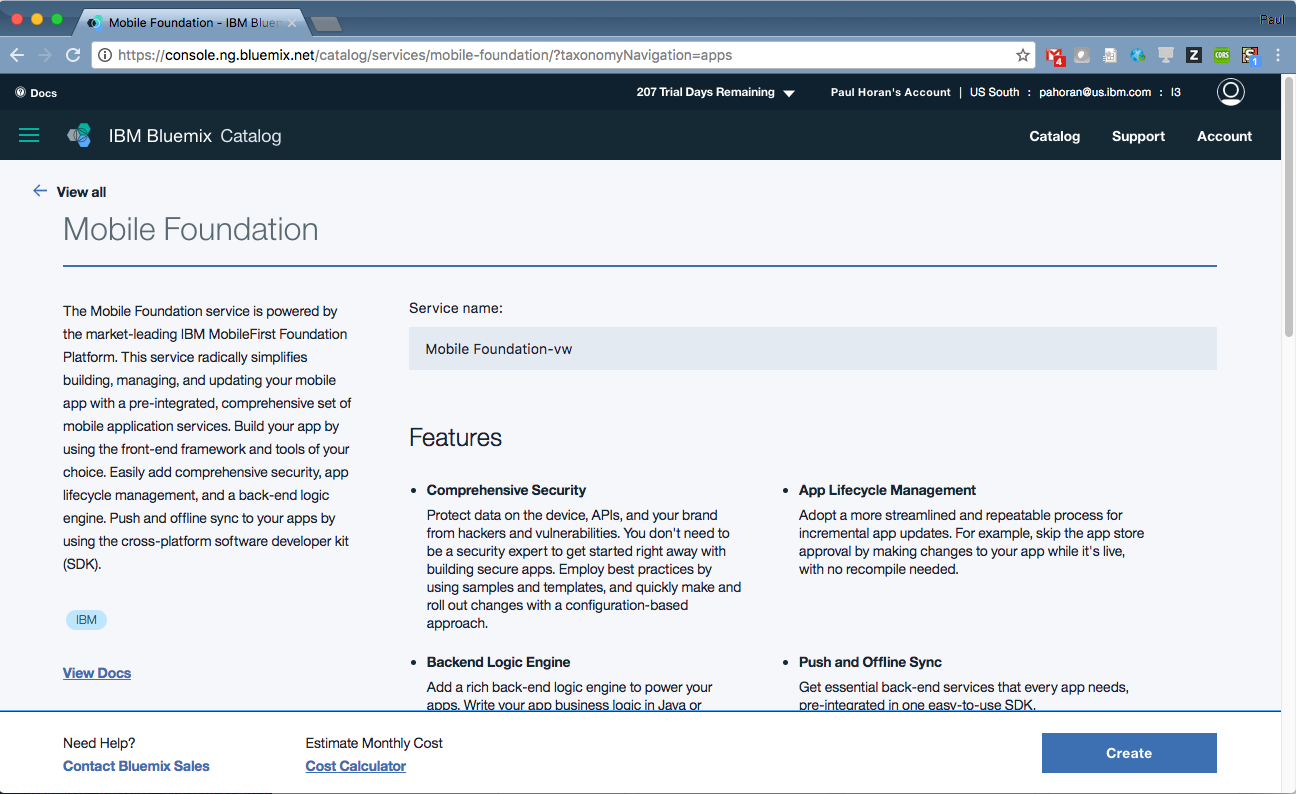 Mobile Foundation - IBM Bluem
Paul
https://console.ng.bluemix.net/catalog/services/mobile-foundation/?taxonomyNavigation=apps
4
Z
CORS
S
1
Docs
207 Trial Days Remaining
Paul Horan's Account | US South : pahoran@us.ibm.com : l3
IBM Bluemix Catalog
Catalog
Support
Account
View all
Mobile Foundation
The Mobile Foundation service is powered by
the market-leading IBM MobileFirst Foundation
Platform. This service radically simplifies
building, managing, and updating your mobile
app with a pre-integrated, comprehensive set of
mobile application services. Build your app by
using the front-end framework and tools of your
choice. Easily add comprehensive security, app
lifecycle management, and a back-end logic
engine. Push and offline sync to your apps by
using the cross-platform software developer kit
(SDK).
IBM
View Docs
Service name:
Mobile Foundation-vw
Features
• Comprehensive Security
Protect data on the device, APIs, and your brand
from hackers and vulnerabilities. You don't need to
be a security expert to get started right away with
building secure apps. Employ best practices by
using samples and templates, and quickly make and
roll out changes with a configuration-based
approach.
• App Lifecycle Management
Adopt a more streamlined and repeatable process for
incremental app updates. For example, skip the app store
approval by making changes to your app while it's live,
with no recompile needed.
• Backend Logic Engine
Add a rich back-end logic engine to power your
apps. Write your app business logic in Java or
• Push and Offline Sync
Get essential back-end services that every app needs,
pre-integrated in one easy-to-use SDK.
Need Help?
Contact Bluemix Sales
Estimate Monthly Cost
Cost Calculator
Create